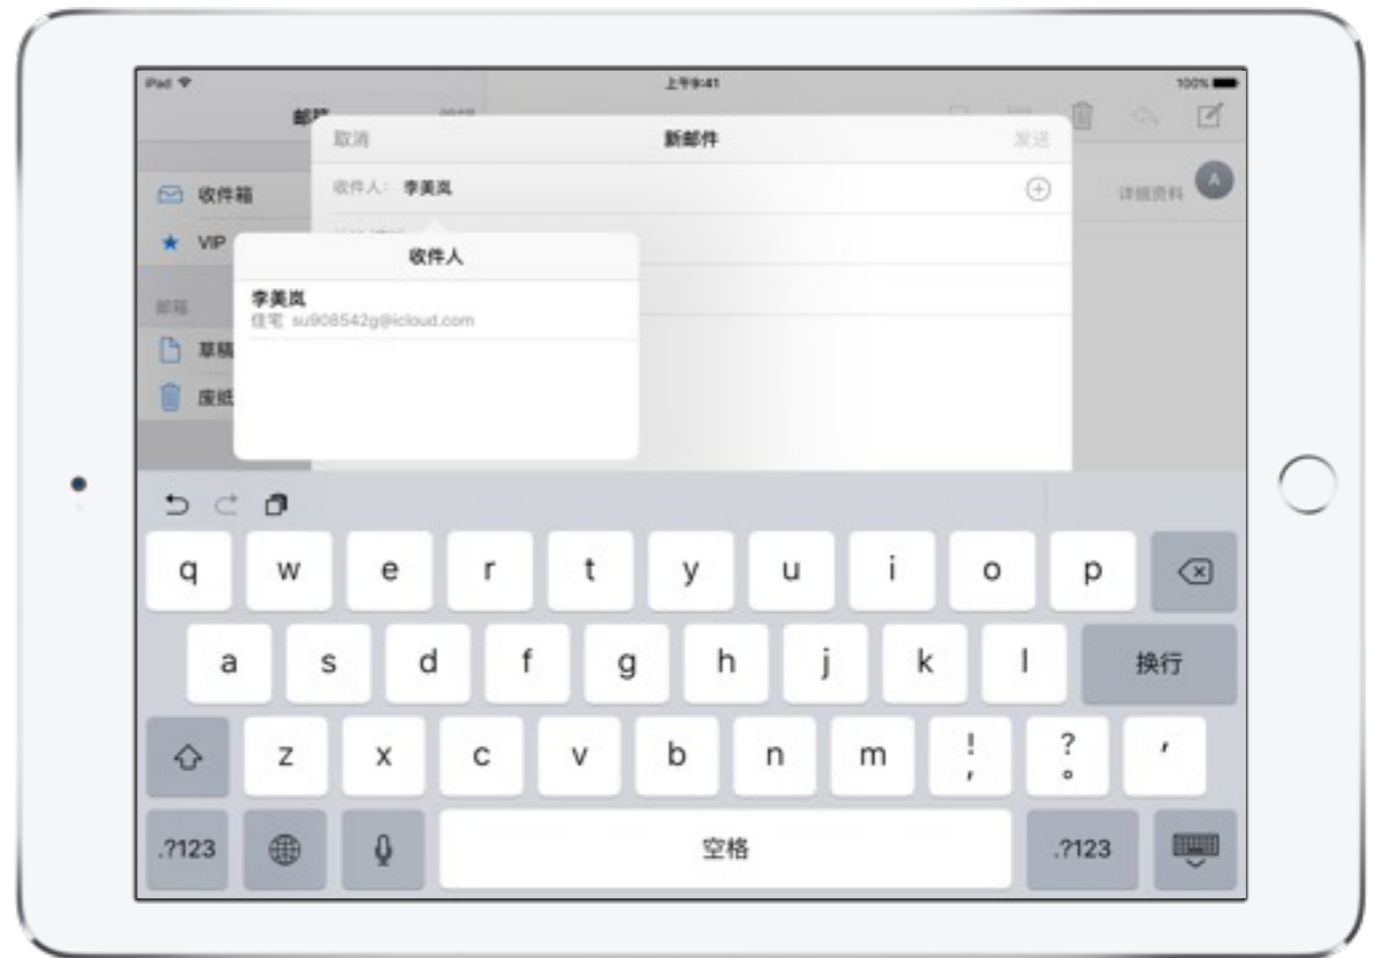 iPad
上午9:41
100%
取消
新邮件
发送
收件人: 李美岚
详细资料
A
收件箱
VIP
收件人
李美岚
住宅 su908542g@icloud.com
邮箱
草稿
废纸
q w e r t y u i o p
a s d f g h j k l 换行
z x c v b n m ! , ? 。 '
.?123 空格 .?123